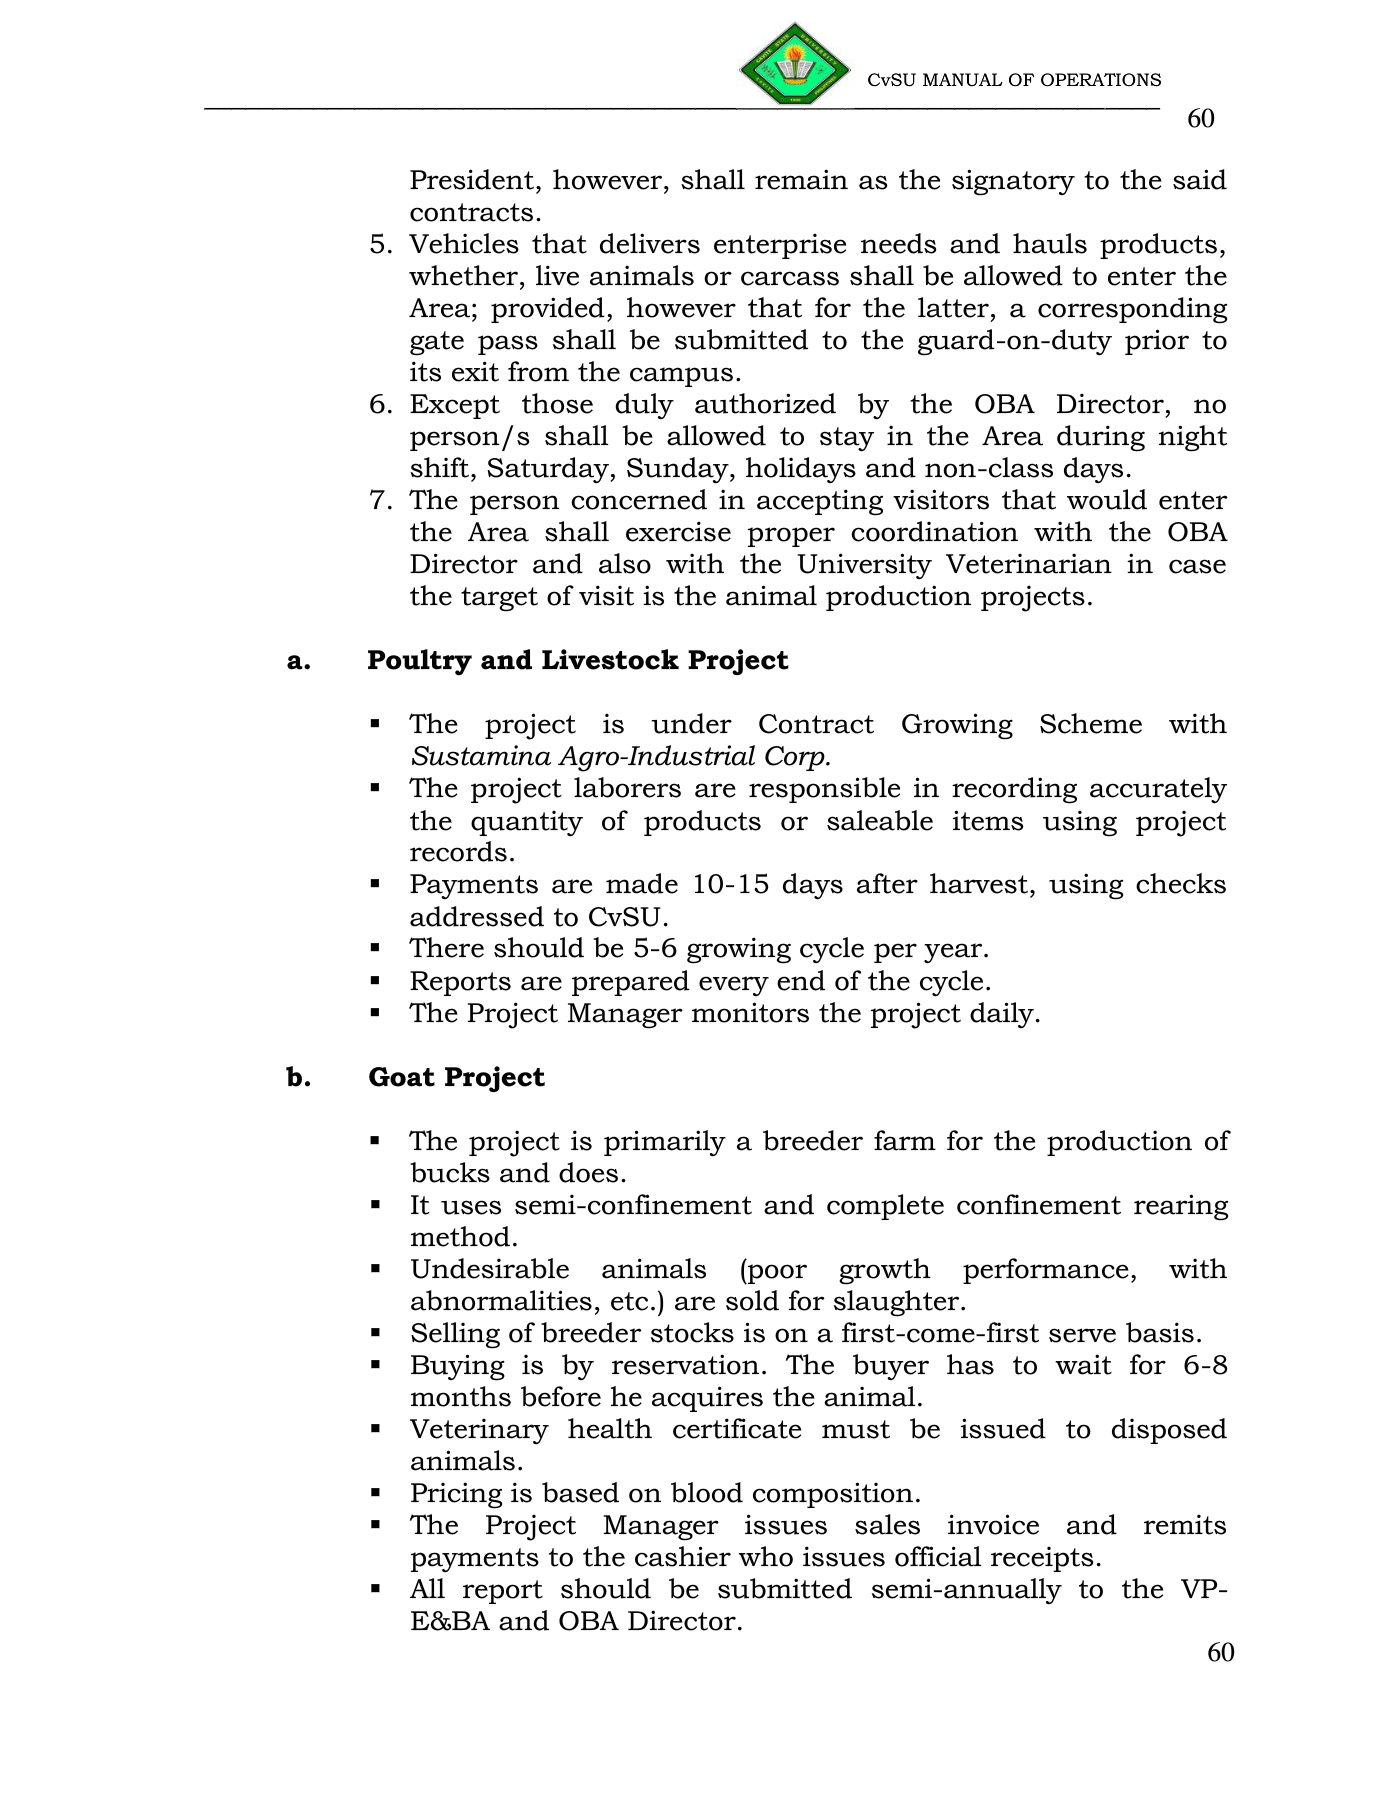 CvSU MANUAL OF OPERATIONS
60
President, however, shall remain as the signatory to the said
contracts.
5. Vehicles that delivers enterprise needs and hauls products,
whether, live animals or carcass shall be allowed to enter the
Area; provided, however that for the latter, a corresponding
gate pass shall be submitted to the guard-on-duty prior to
its exit from the campus.
6. Except those duly authorized by the OBA Director, no
person/s shall be allowed to stay in the Area during night
shift, Saturday, Sunday, holidays and non-class days.
7. The person concerned in accepting visitors that would enter
the Area shall exercise proper coordination with the OBA
Director and also with the University Veterinarian in case
the target of visit is the animal production projects.
a. Poultry and Livestock Project
▪ The project is under Contract Growing Scheme with
Sustamina Agro-Industrial Corp.
▪ The project laborers are responsible in recording accurately
the quantity of products or saleable items using project
records.
▪ Payments are made 10-15 days after harvest, using checks
addressed to CvSU.
▪ There should be 5-6 growing cycle per year.
▪ Reports are prepared every end of the cycle.
▪ The Project Manager monitors the project daily.
b. Goat Project
▪ The project is primarily a breeder farm for the production of
bucks and does.
▪ It uses semi-confinement and complete confinement rearing
method.
▪ Undesirable animals (poor growth performance, with
abnormalities, etc.) are sold for slaughter.
▪ Selling of breeder stocks is on a first-come-first serve basis.
▪ Buying is by reservation. The buyer has to wait for 6-8
months before he acquires the animal.
▪ Veterinary health certificate must be issued to disposed
animals.
▪ Pricing is based on blood composition.
▪ The Project Manager issues sales invoice and remits
payments to the cashier who issues official receipts.
▪ All report should be submitted semi-annually to the VP-
E&BA and OBA Director.
60